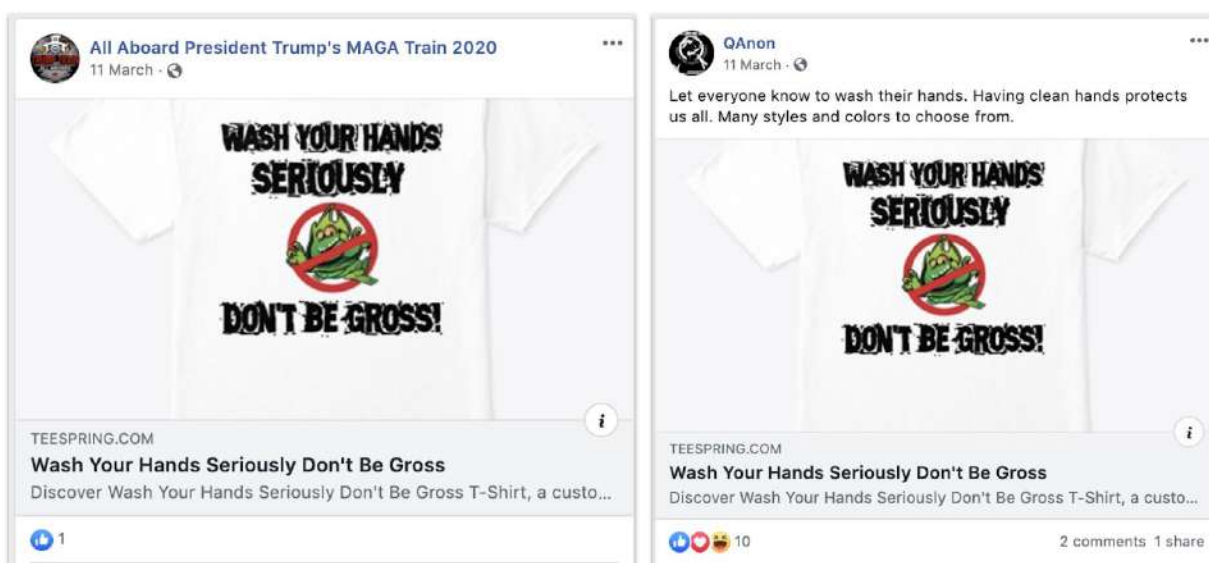 All Aboard President Trump's MAGA Train 2020
11 March
WASH YOUR HANDS
SERIOUSLY
DON'T BE GROSS!
TEESPRING.COM
Wash Your Hands Seriously Don't Be Gross
Discover Wash Your Hands Seriously Don't Be Gross T-Shirt, a custo...
1
QAnon
11 March
Let everyone know to wash their hands. Having clean hands protects
us all. Many styles and colors to choose from.
WASH YOUR HANDS
SERIOUSLY
DON'T BE GROSS!
TEESPRING.COM
Wash Your Hands Seriously Don't Be Gross
Discover Wash Your Hands Seriously Don't Be Gross T-Shirt, a custo...
10 2 comments 1 share